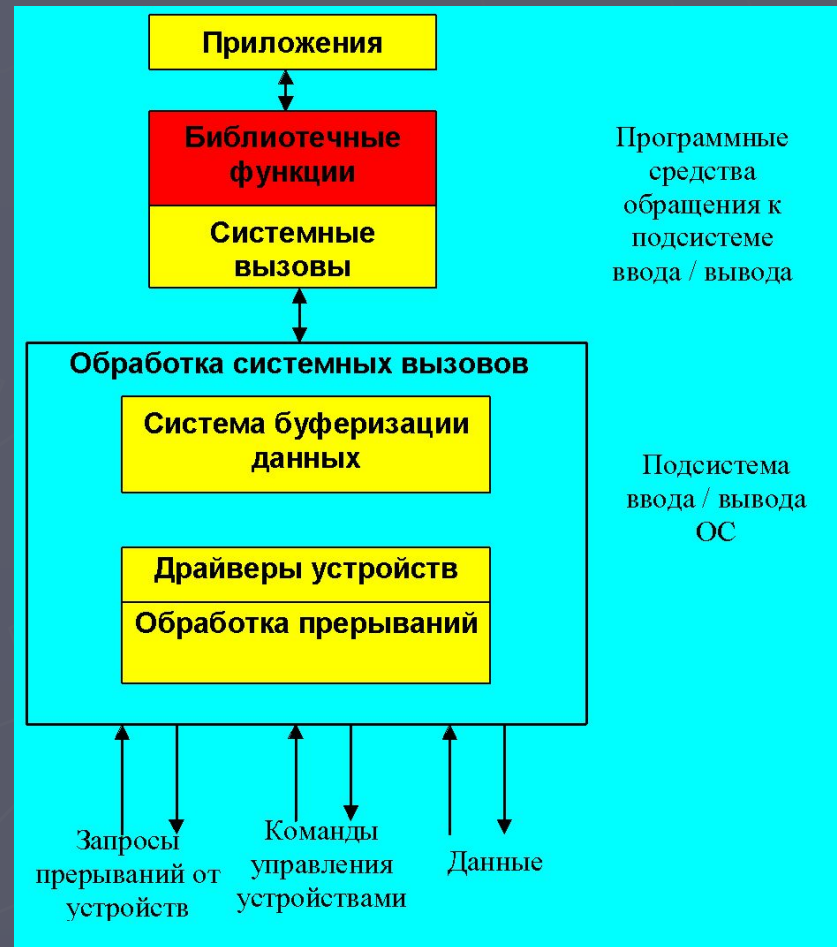 Приложения
Библиотечные
функции
Системные
вызовы
Программные
средства
обращения к
подсистеме
ввода / вывода
Обработка системных вызовов
Система буферизации
данных
Драйверы устройств
Обработка прерываний
Подсистема
ввода / вывода
ОС
Запросы
прерываний от
устройств
Команды
управления
устройствами
Данные